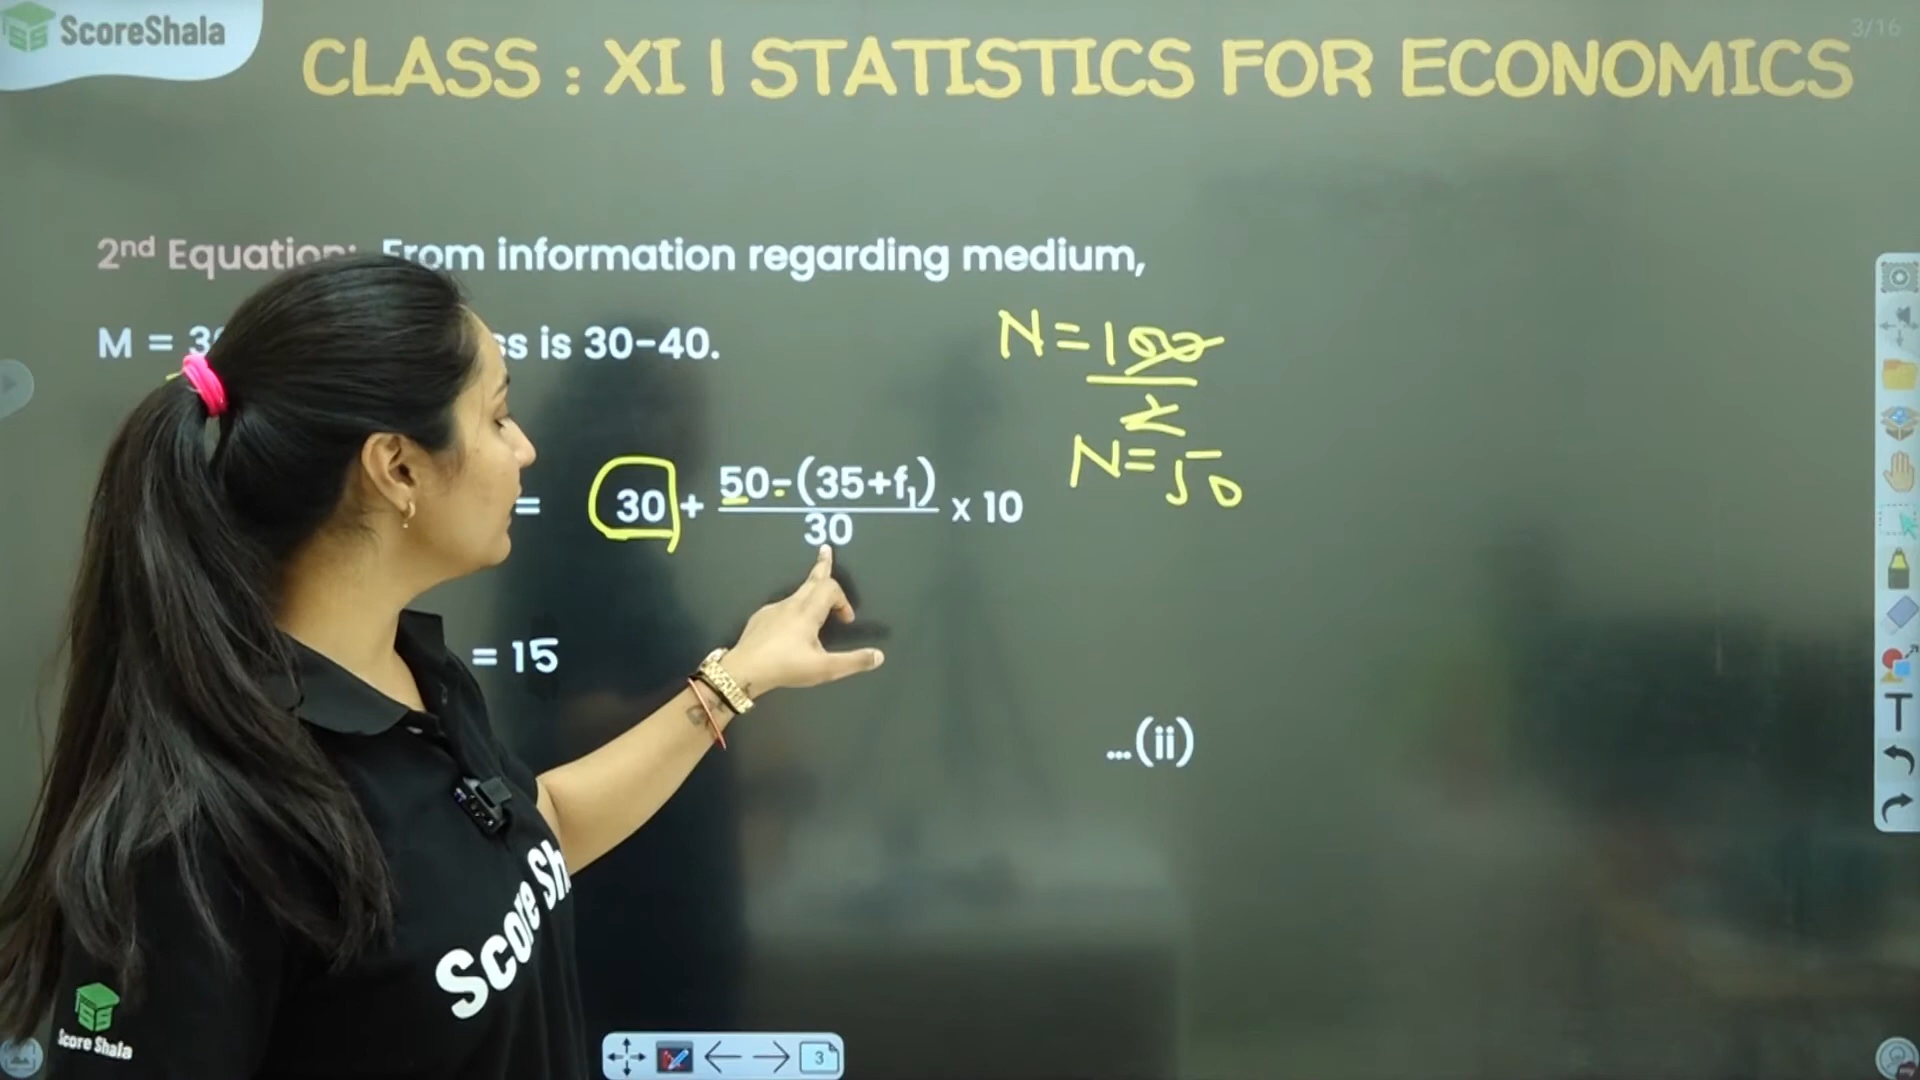 ScoreShala
3/16
CLASS : XI | STATISTICS FOR ECONOMICS
2nd Equation: From information regarding medium,
M = 30 is 30-40.
N = 100
2
N = 50
= 30 + 50-(35+f1) x 10
30
= 15
...(ii)
Score Sh
Score Shala
3